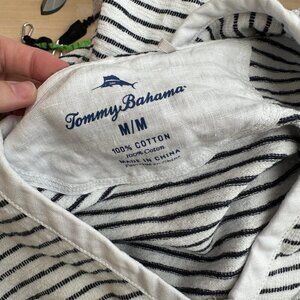 Tommy Bahama
M/M
100% COTTON
100% Coton
MADE IN CHINA